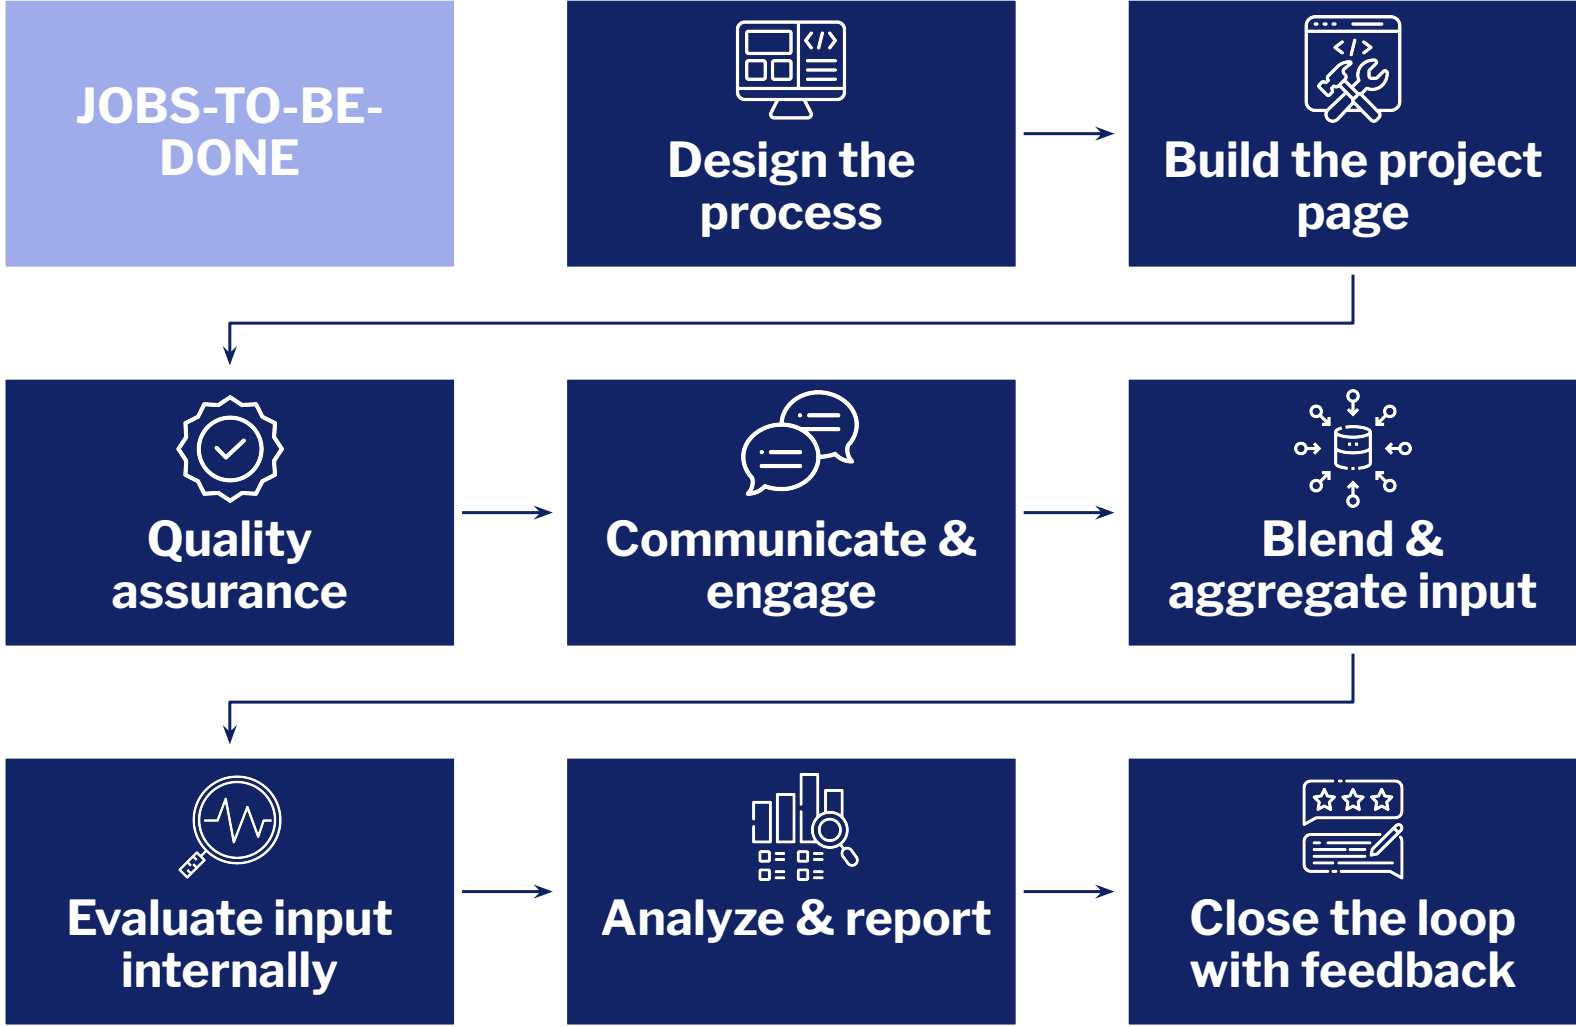 JOBS-TO-BE-
DONE
Design the
process
Build the project
page
Quality
assurance
Communicate &
engage
Blend &
aggregate input
Evaluate input
internally
Analyze & report
Close the loop
with feedback